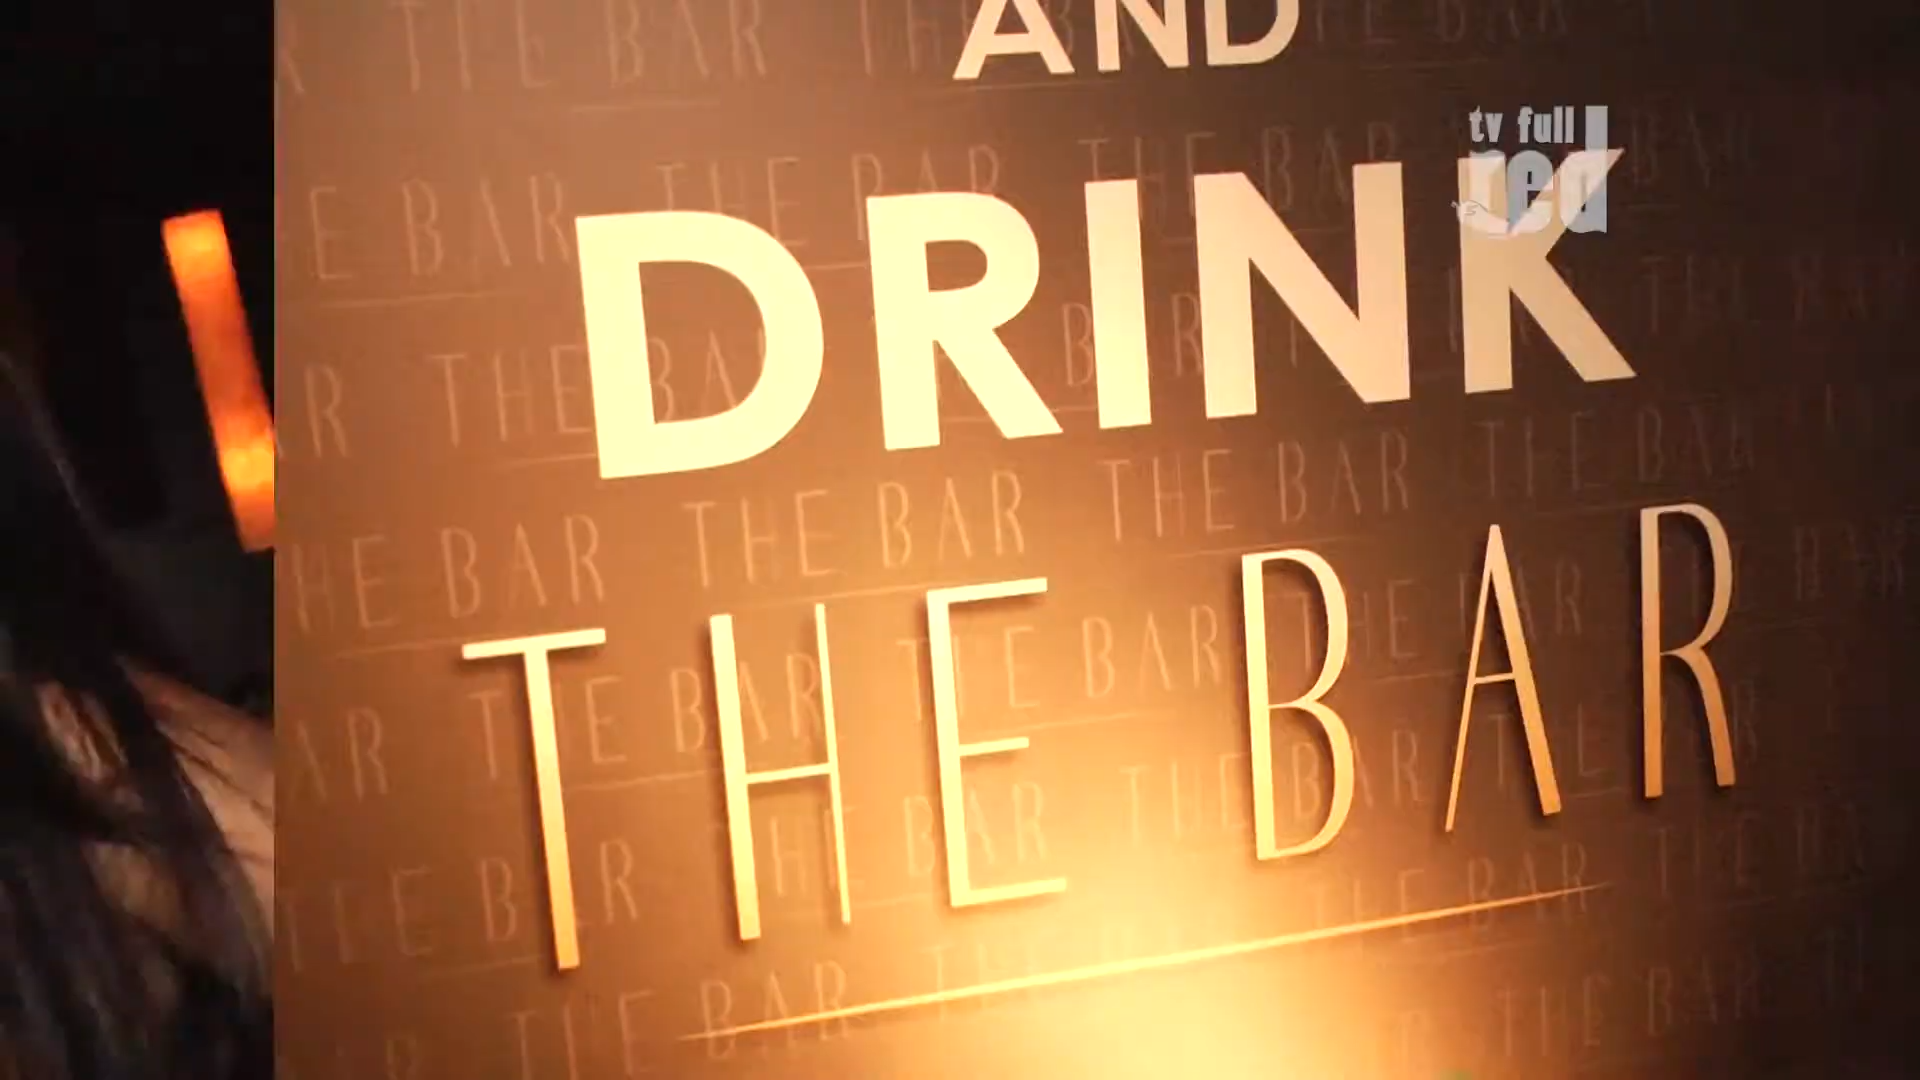 AND
tv full
red
DRINK
THE BAR